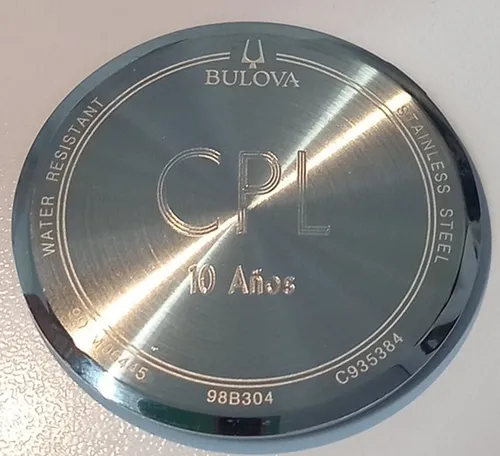 BULOVA
WATER RESISTANT
STAINLESS STEEL
CPL
10 Años
98B304
C935384